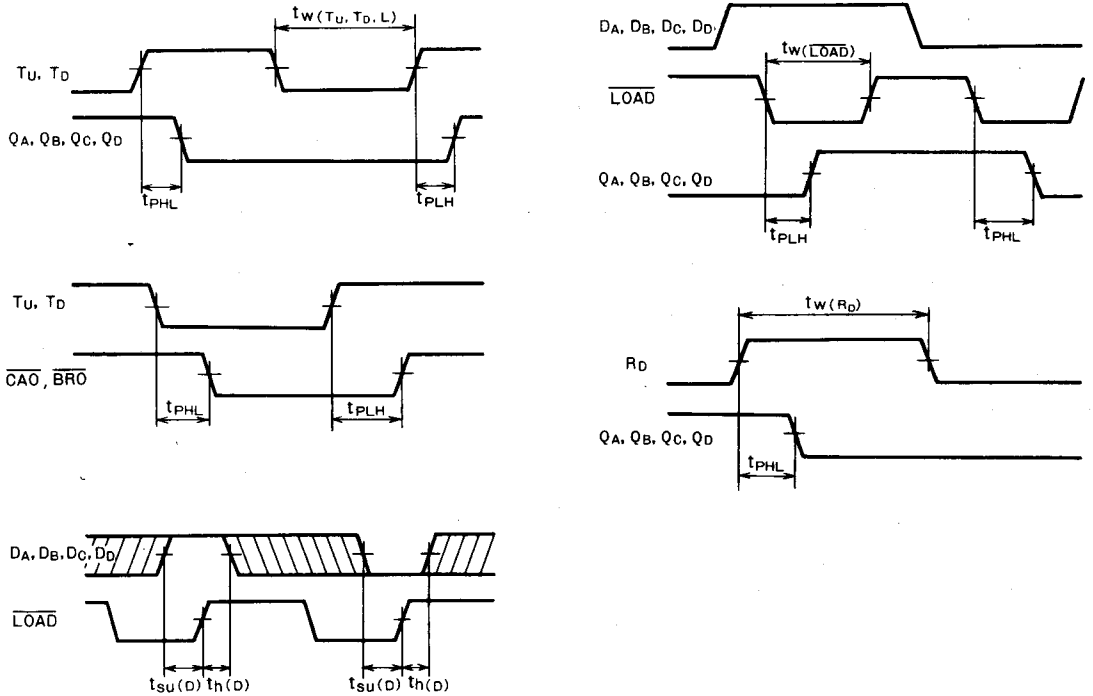 tW(TU, TD, L)
TU, TD
QA, QB, QC, QD
tPHL
tPLH
TU, TD
CAO, BRO
tPHL
tPLH
DA, DB, DC, DD
LOAD
tsu(D)
th(D)
tsu(D)
th(D)
DA, DB, DC, DD
tW(LOAD)
LOAD
QA, QB, QC, QD
tPLH
tPHL
tW(RD)
RD
QA, QB, QC, QD
tPHL